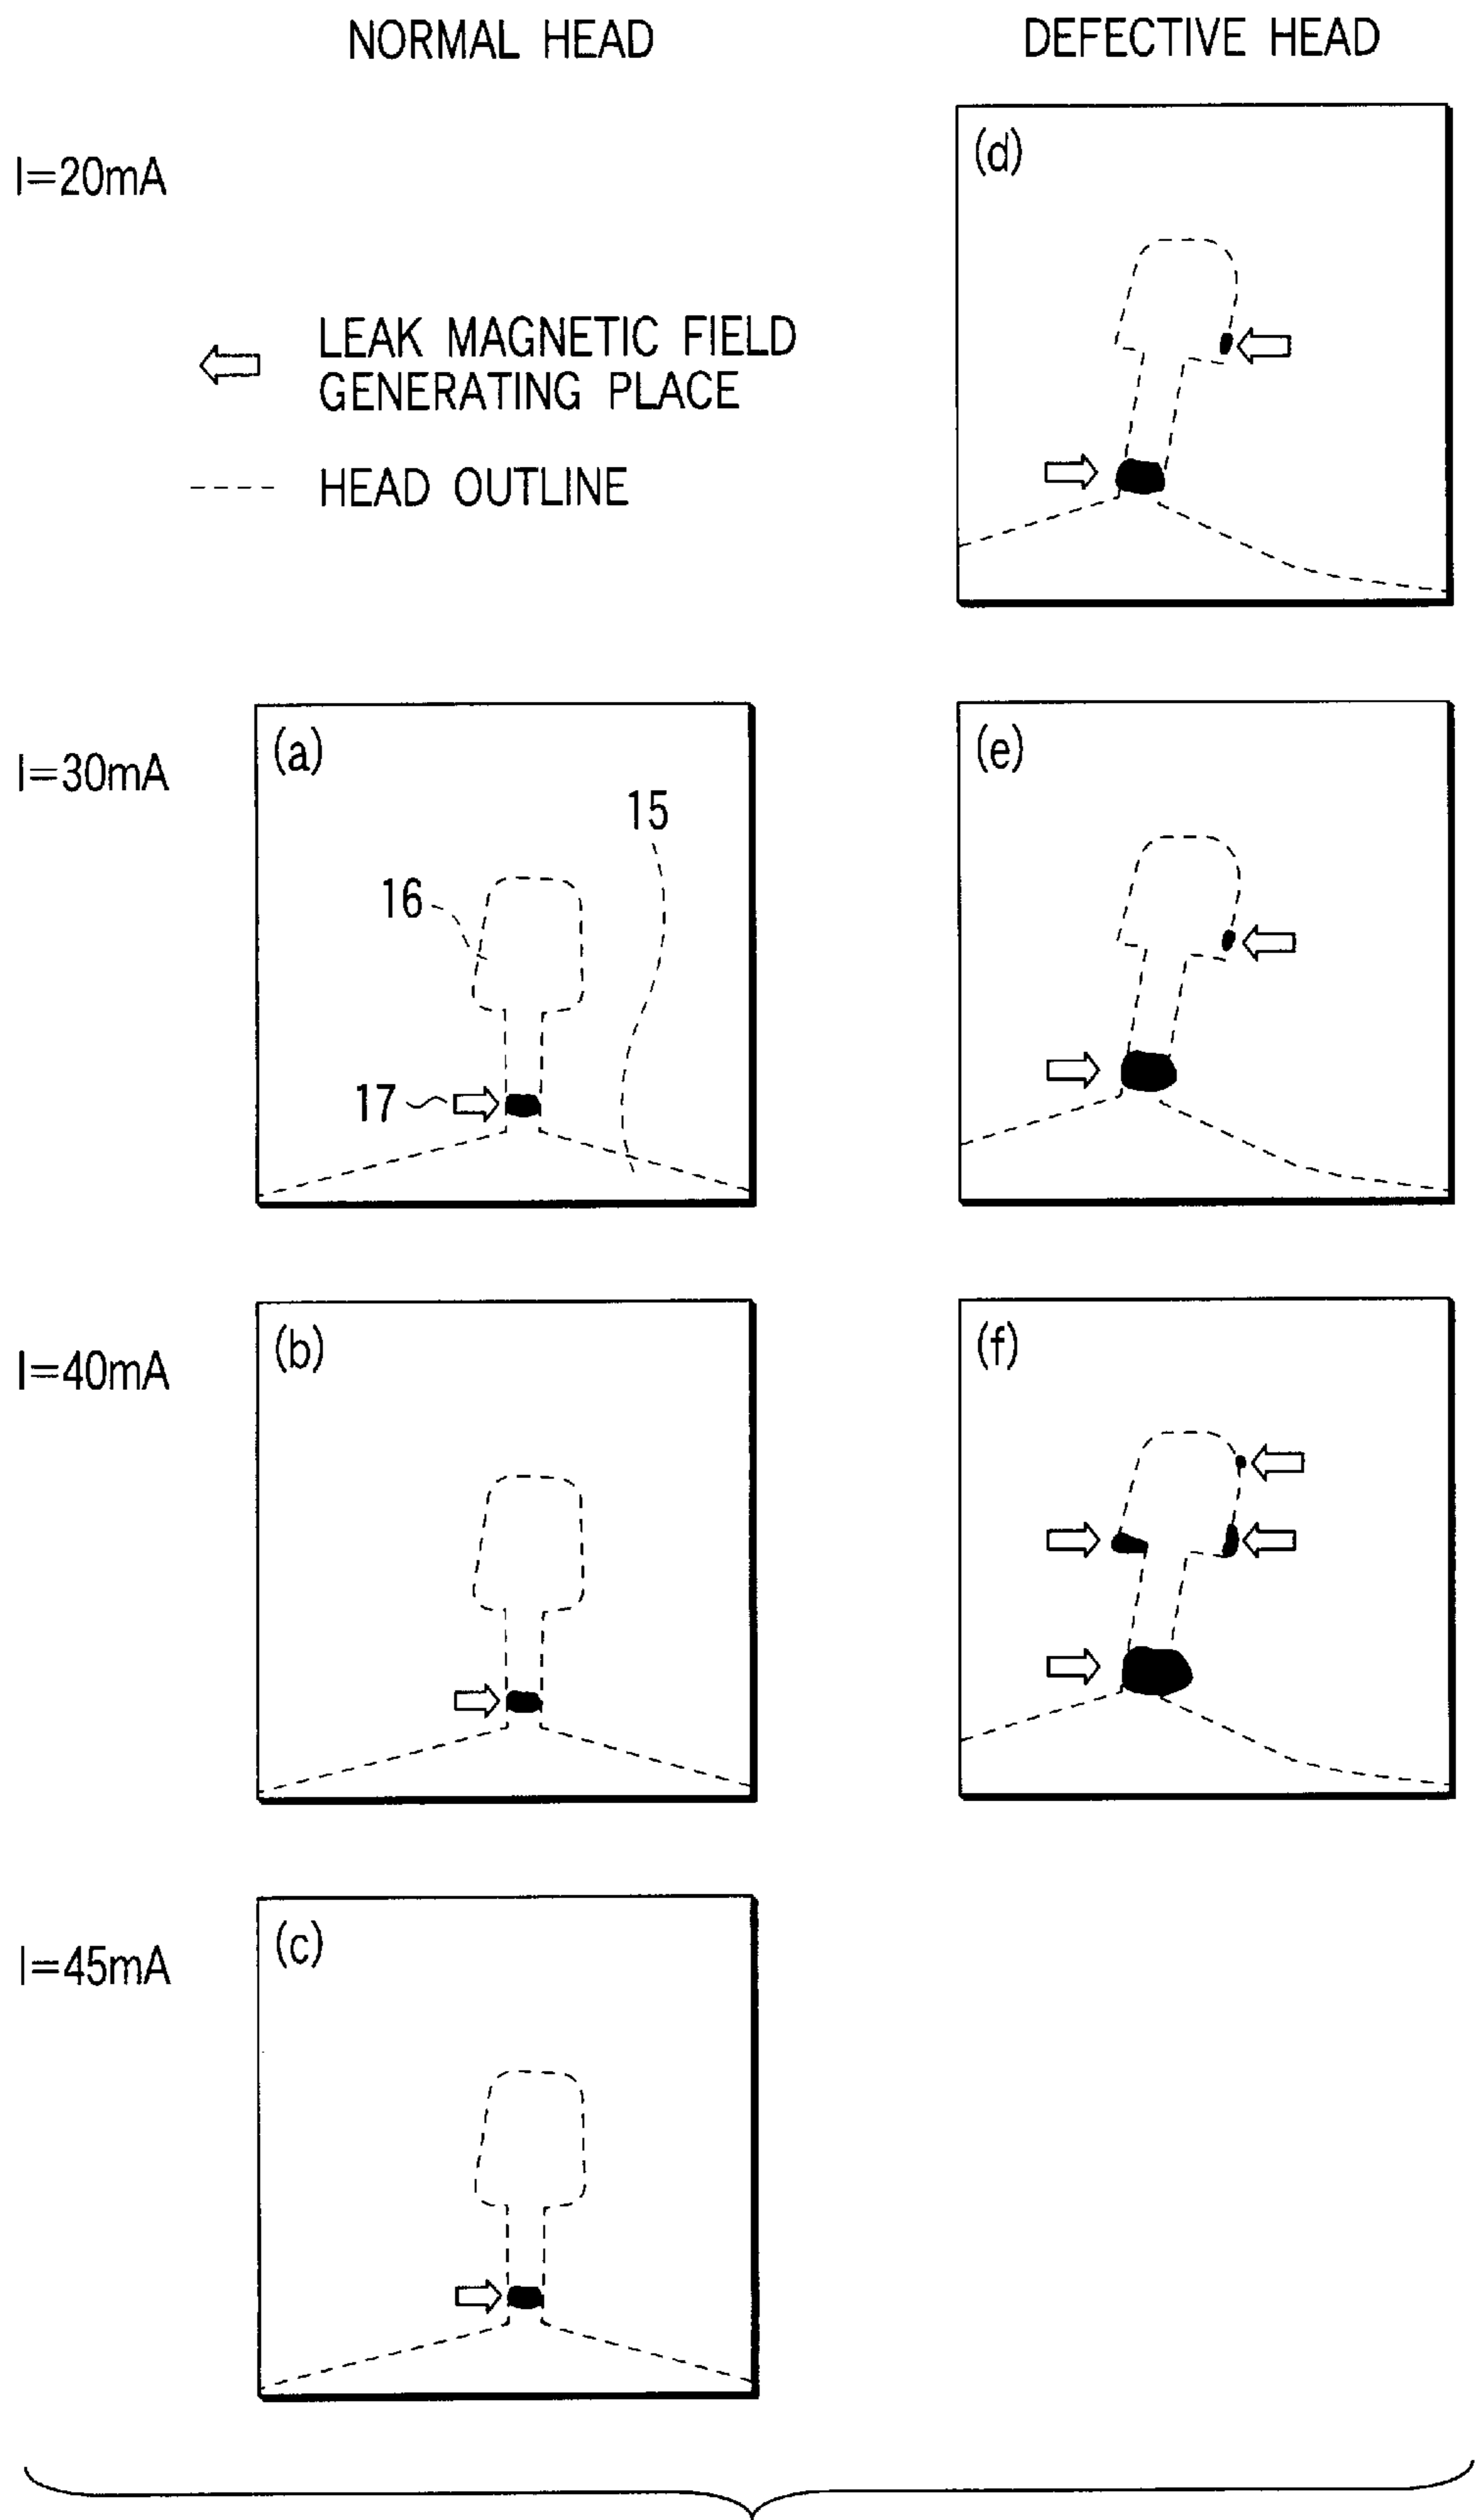 NORMAL HEAD
DEFECTIVE HEAD
I=20mA
(d)
LEAK MAGNETIC FIELD
GENERATING PLACE
HEAD OUTLINE
I=30mA
(a)
15
16
17
(e)
I=40mA
(b)
(f)
I=45mA
(c)